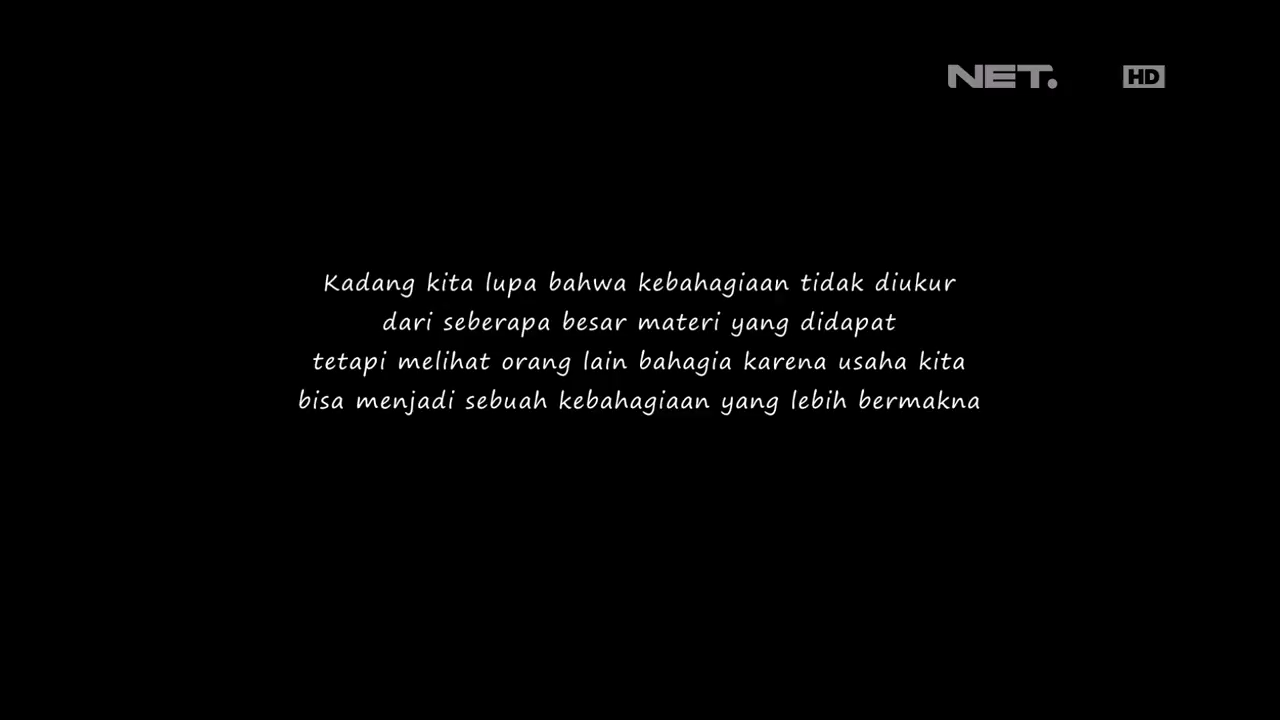 NET. HD
Kadang kita lupa bahwa kebahagiaan tidak diukur
dari seberapa besar materi yang didapat
tetapi melihat orang lain bahagia karena usaha kita
bisa menjadi sebuah kebahagiaan yang lebih bermakna